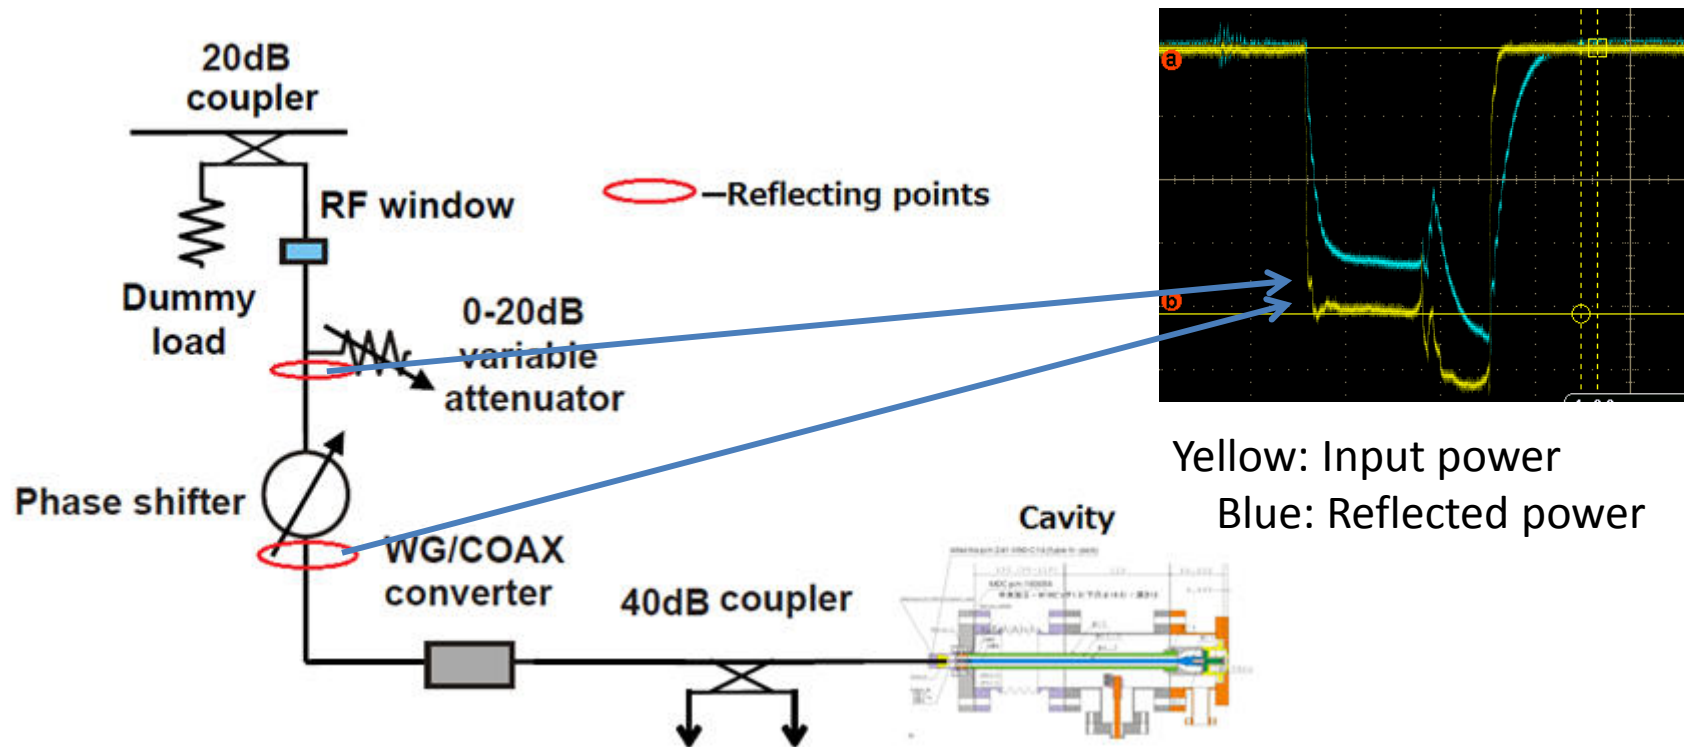 20dB
coupler
RF window
Reflecting points
Dummy
load
0-20dB
variable
attenuator
Phase shifter
WG/COAX
converter
40dB coupler
Cavity
a
b
Yellow: Input power
Blue: Reflected power